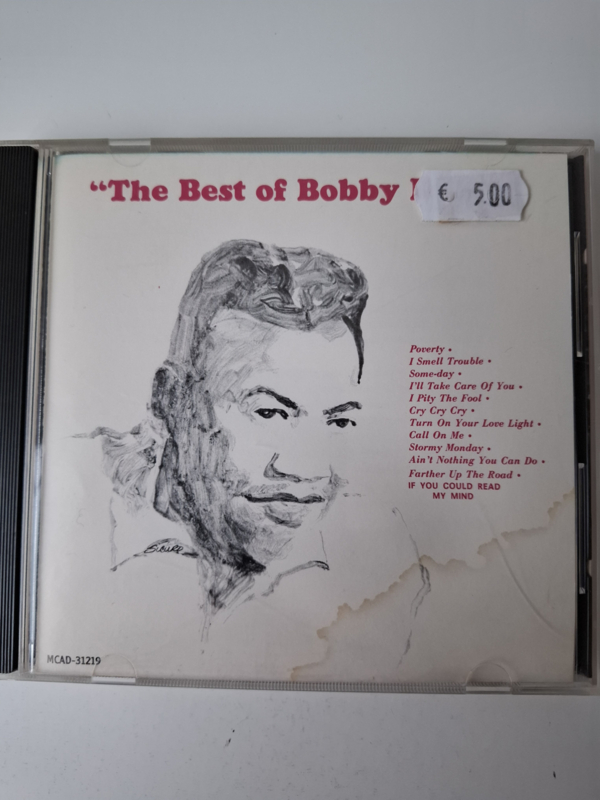 “The Best of Bobby
€ 5.00
Poverty •
I Smell Trouble •
Some-day •
I'll Take Care Of You •
I Pity The Fool •
Cry Cry Cry •
Turn On Your Love Light •
Call On Me •
Stormy Monday •
Ain't Nothing You Can Do •
Farther Up The Road •
IF YOU COULD READ
MY MIND
MCAD-31219